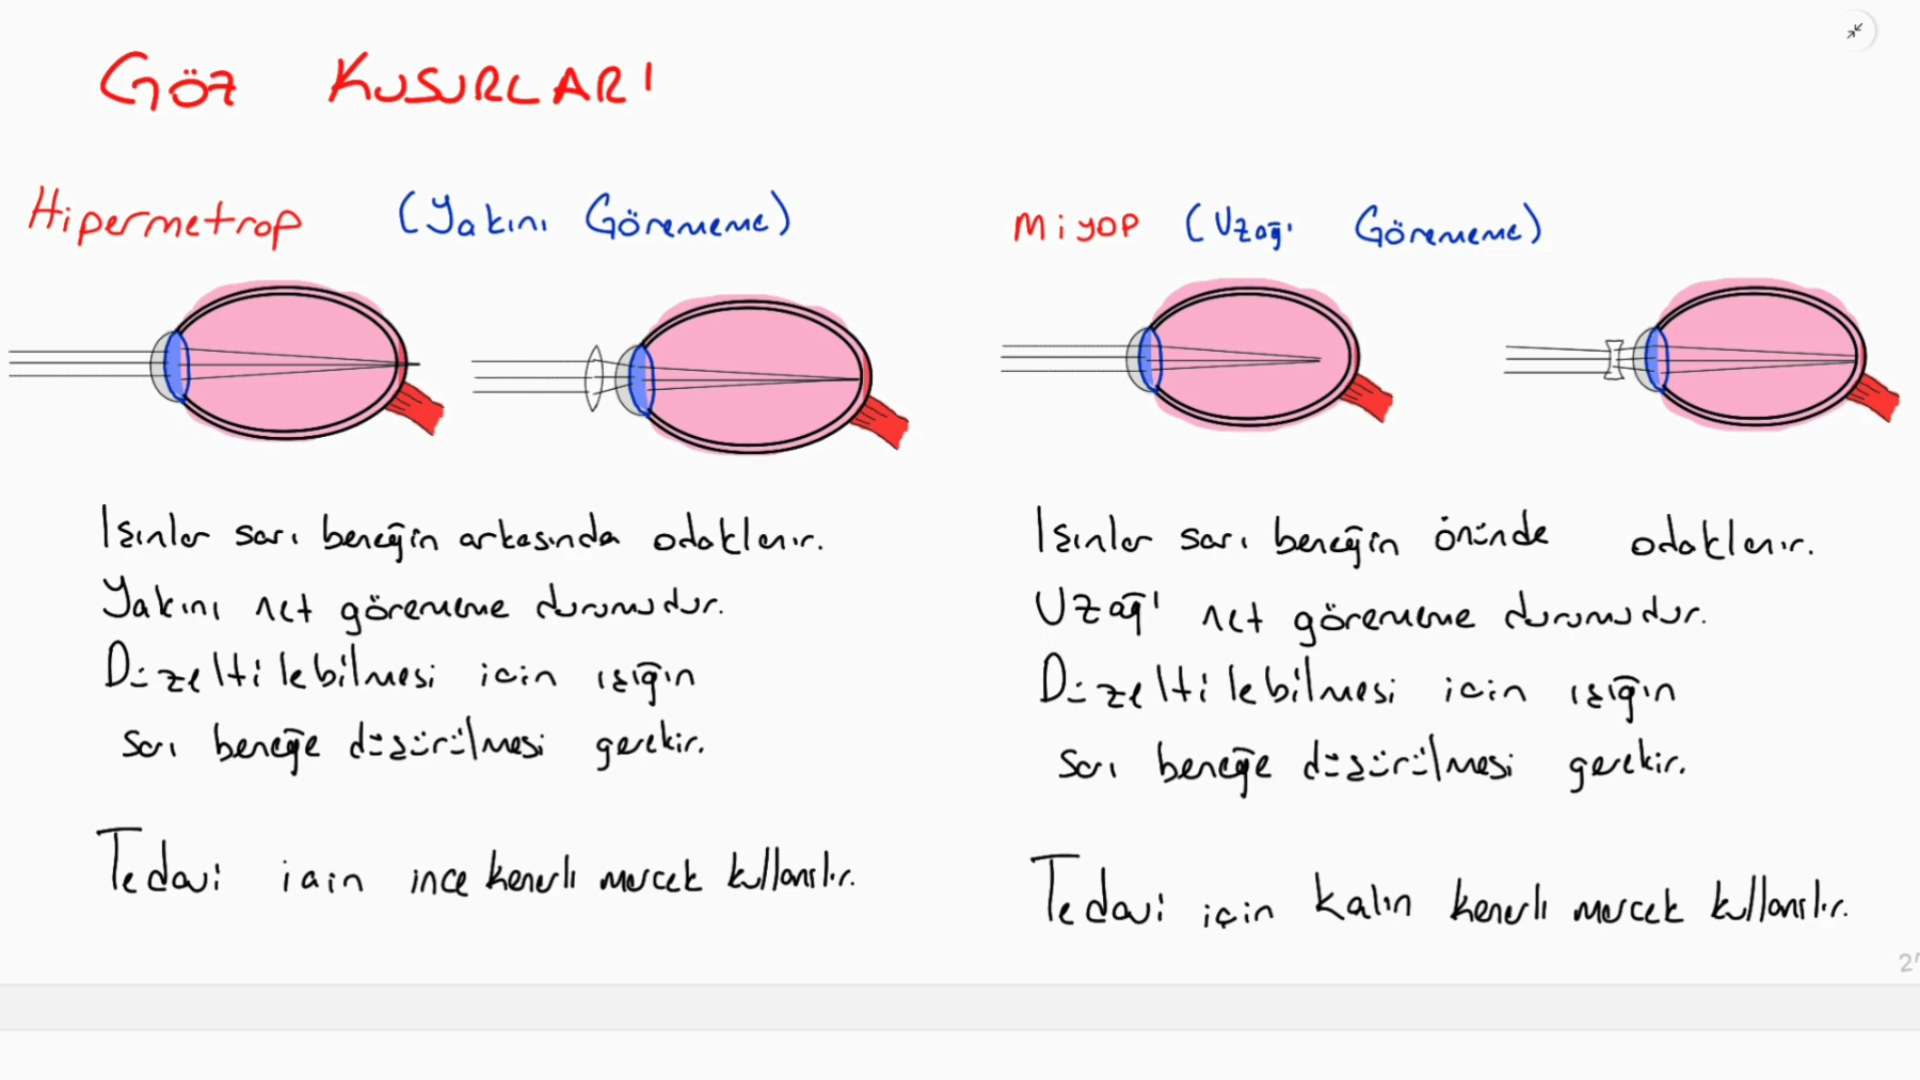 GÖZ KUSURLARI
Hipermetrop (Yakını Görememe)
Miyop (Uzağı Görememe)
Işınlar sarı beneğin arkasında odaklanır.
Yakını net görememe durumudur.
Düzeltilebilmesi için ışığın
sarı beneğe düşürülmesi gerekir.
Tedavi için ince kenarlı mercek kullanılır.
Işınlar sarı beneğin önünde odaklanır.
Uzağı net görememe durumudur.
Düzeltilebilmesi için ışığın
sarı beneğe düşürülmesi gerekir.
Tedavi için kalın kenarlı mercek kullanılır.